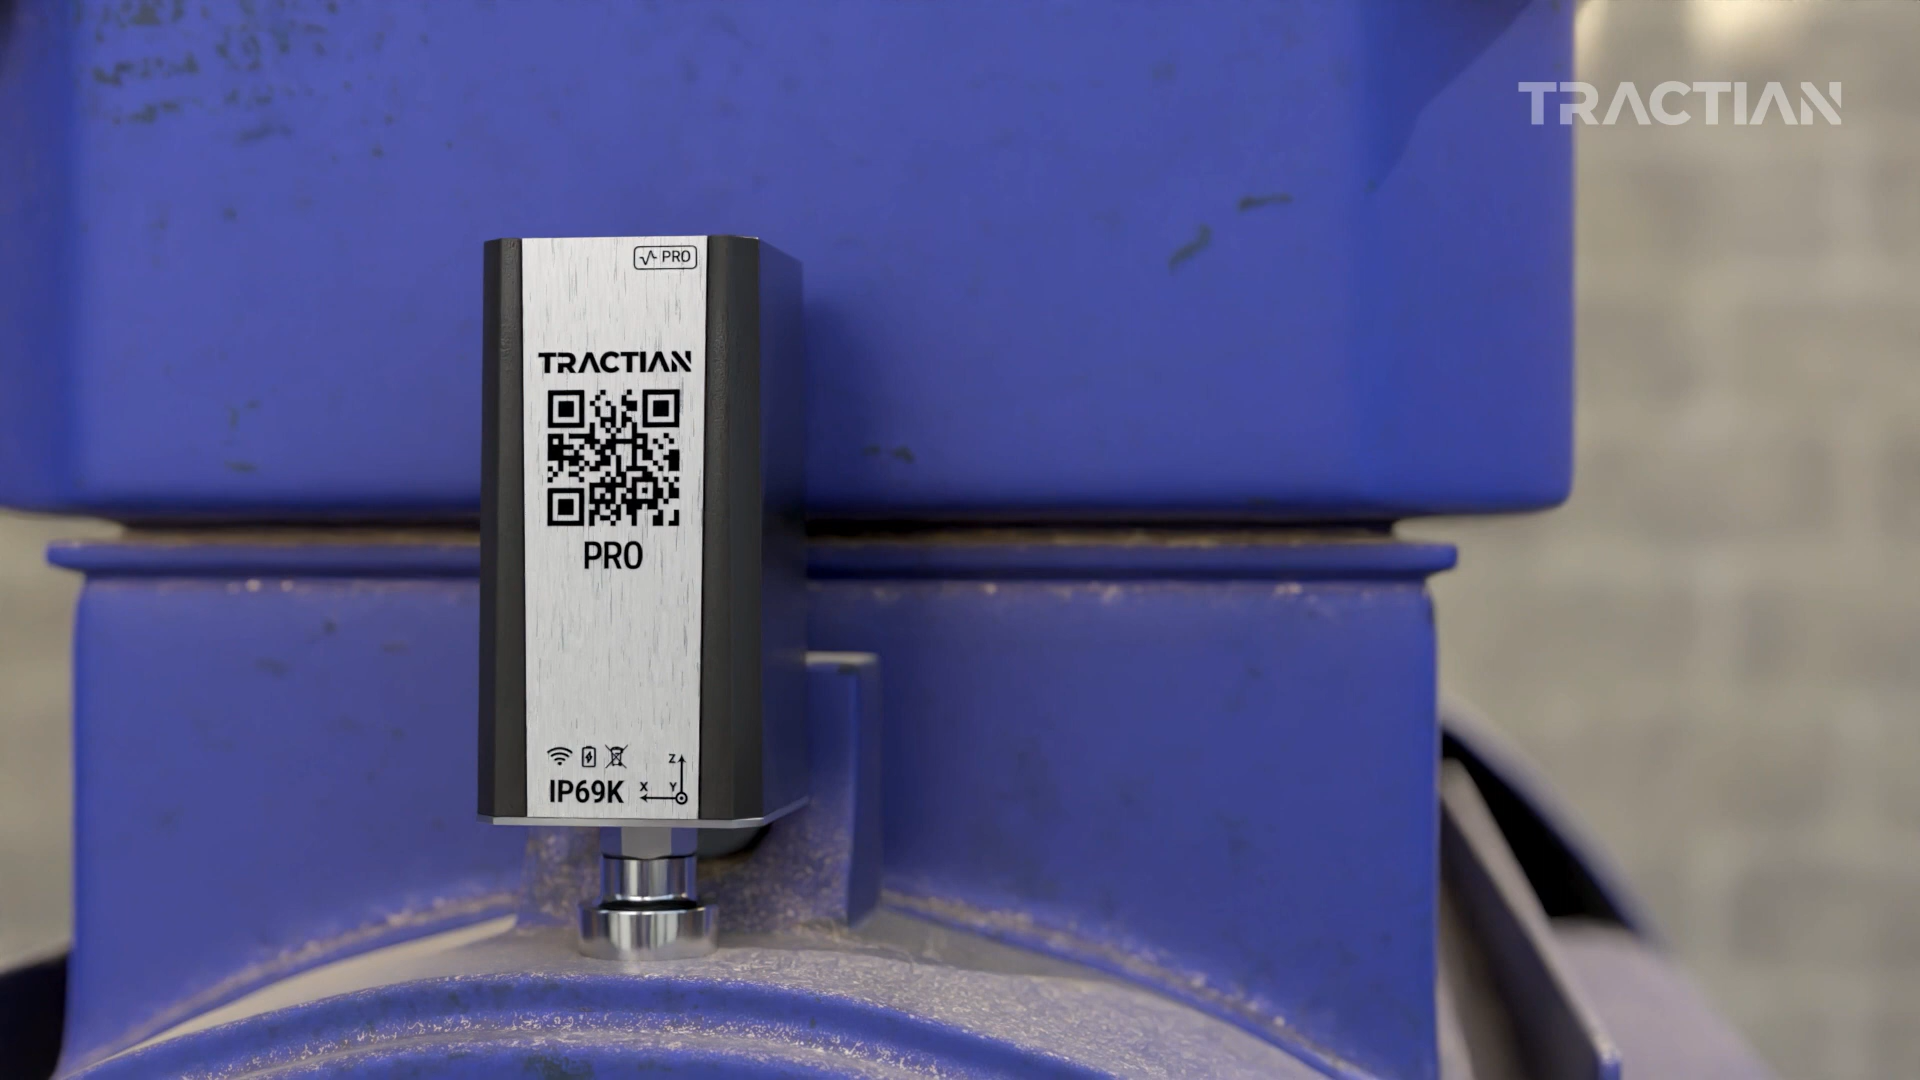 TRACTIAN
PRO
TRACTIAN
PRO
IP69K
Z
X Y